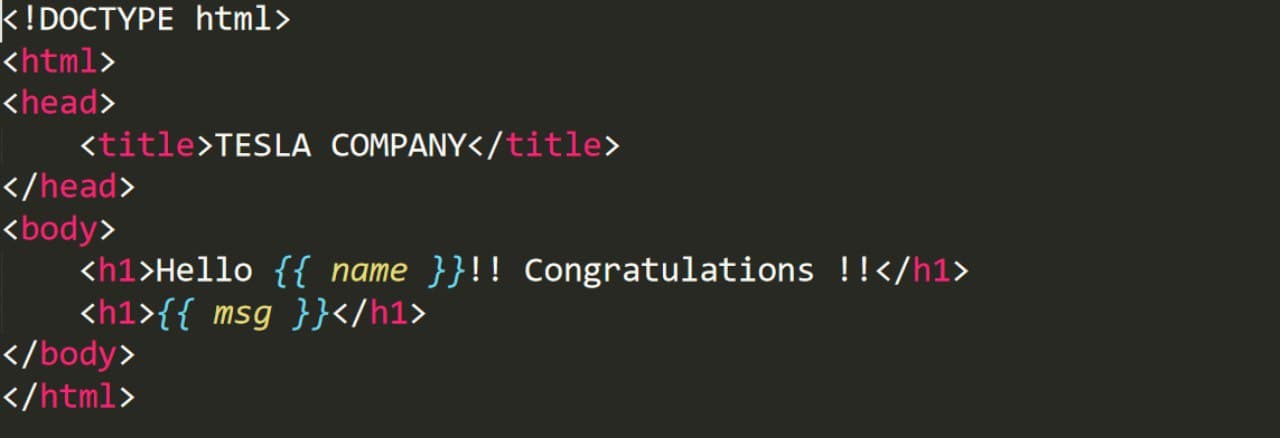 <!DOCTYPE html>
<html>
<head>
    <title>TESLA COMPANY</title>
</head>
<body>
    <h1>Hello {{ name }}!! Congratulations !!</h1>
    <h1>{{ msg }}</h1>
</body>
</html>